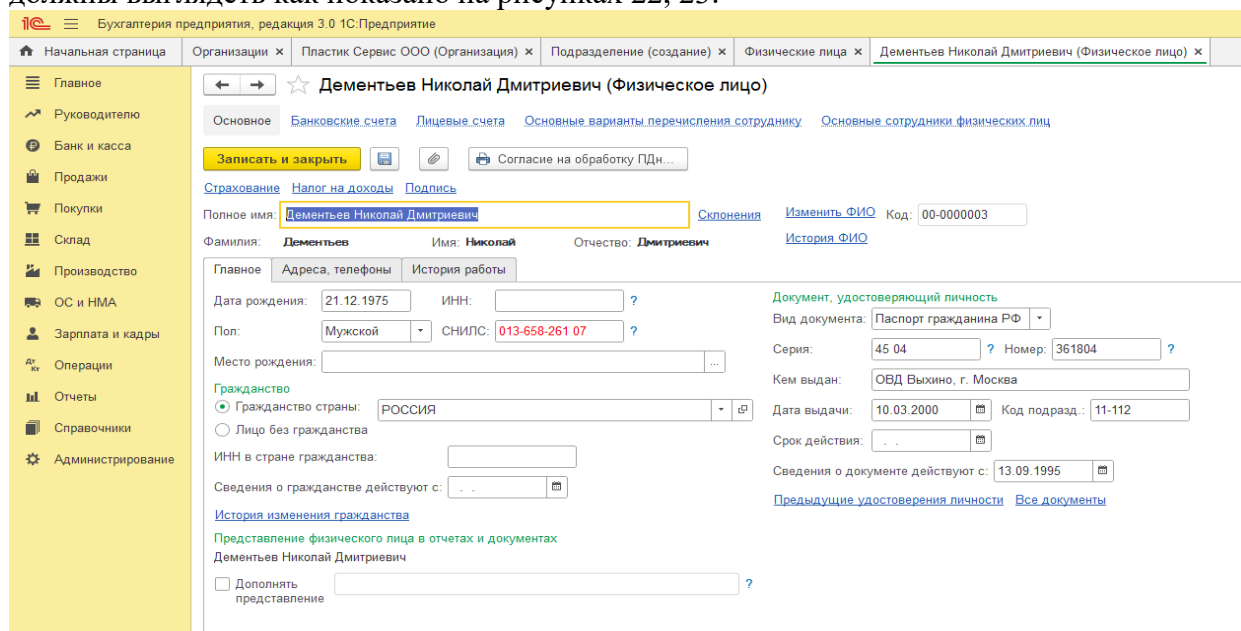 должны выглядеть как показано на рисунках 22, 23.
1С Бухгалтерия предприятия, редакция 3.0 1С:Предприятие
Начальная страница Организации × Пластик Сервис ООО (Организация) × Подразделение (создание) × Физические лица × Дементьев Николай Дмитриевич (Физическое лицо) ×
Главное
Руководителю
Банк и касса
Продажи
Покупки
Склад
Производство
ОС и НМА
Зарплата и кадры
Операции
Отчеты
Справочники
Администрирование
Дементьев Николай Дмитриевич (Физическое лицо)
Основное Банковские счета Лицевые счета Основные варианты перечисления сотруднику Основные сотрудники физических лиц
Записать и закрыть Согласие на обработку ПДн...
Страхование Налог на доходы Подпись
Полное имя: Дементьев Николай Дмитриевич Склонения Изменить ФИО Код: 00-0000003
Фамилия: Дементьев Имя: Николай Отчество: Дмитриевич История ФИО
Главное Адреса, телефоны История работы
Дата рождения: 21.12.1975 ИНН: ?
Пол: Мужской СНИЛС: 013-658-261 07 ?
Место рождения: ...
Гражданство
Гражданство страны: РОССИЯ
Лицо без гражданства
ИНН в стране гражданства:
Сведения о гражданстве действуют с: . .
История изменения гражданства
Представление физического лица в отчетах и документах
Дементьев Николай Дмитриевич
Дополнять представление ?
Документ, удостоверяющий личность
Вид документа: Паспорт гражданина РФ
Серия: 45 04 ? Номер: 361804 ?
Кем выдан: ОВД Выхино, г. Москва
Дата выдачи: 10.03.2000 Код подразд.: 11-112
Срок действия: . .
Сведения о документе действуют с: 13.09.1995
Предыдущие удостоверения личности Все документы